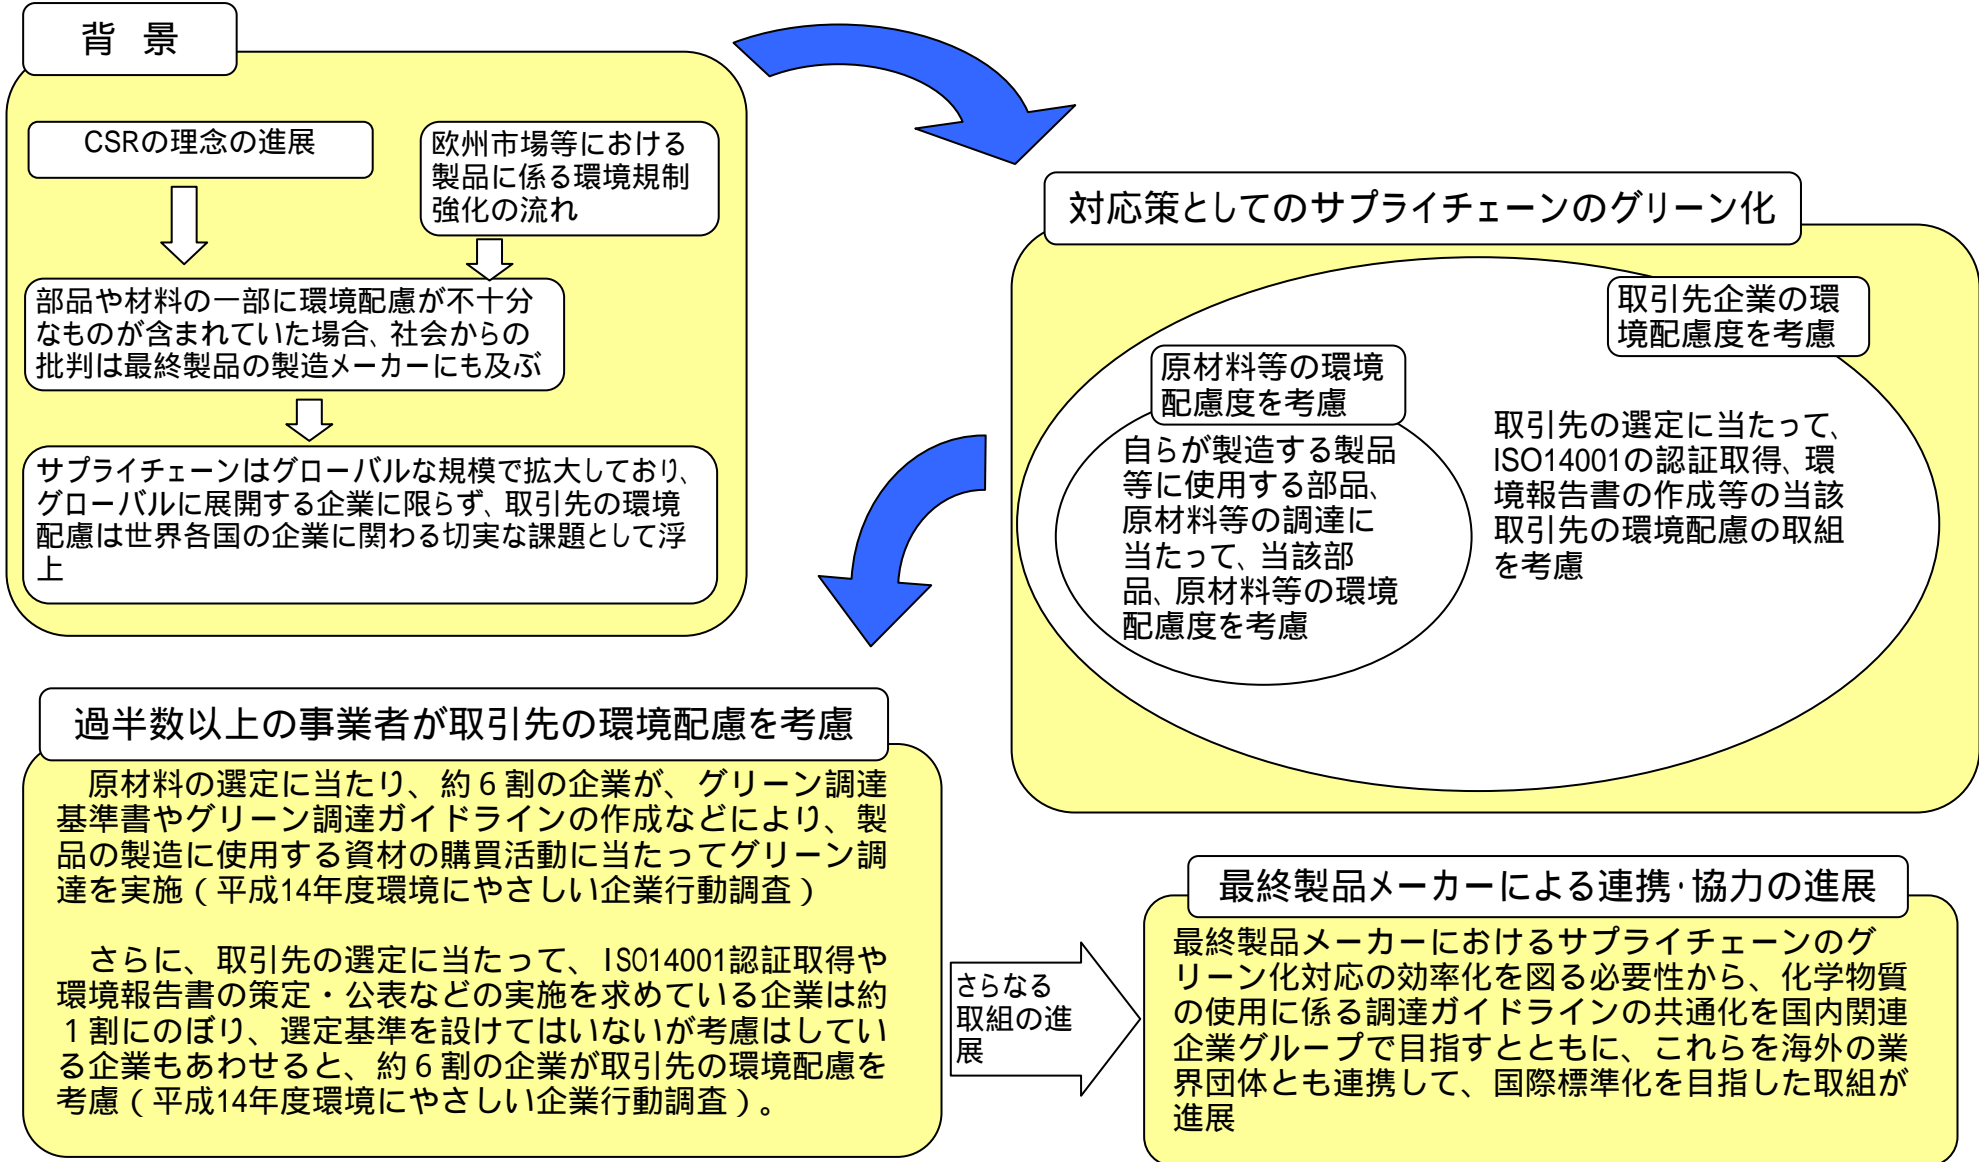 背 景
CSRの理念の進展
欧州市場等における
製品に係る環境規制
強化の流れ
部品や材料の一部に環境配慮が不十分
なものが含まれていた場合、社会からの
批判は最終製品の製造メーカーにも及ぶ
サプライチェーンはグローバルな規模で拡大しており、
グローバルに展開する企業に限らず、取引先の環境
配慮は世界各国の企業に関わる切実な課題として浮
上
対応策としてのサプライチェーンのグリーン化
取引先企業の環
境配慮度を考慮
原材料等の環境
配慮度を考慮
自らが製造する製品
等に使用する部品、
原材料等の調達に
当たって、当該部
品、原材料等の環境
配慮度を考慮
取引先の選定に当たって、
ISO14001の認証取得、環
境報告書の作成等の当該
取引先の環境配慮の取組
を考慮
過半数以上の事業者が取引先の環境配慮を考慮
原材料の選定に当たり、約６割の企業が、グリーン調達
基準書やグリーン調達ガイドラインの作成などにより、製
品の製造に使用する資材の購買活動に当たってグリーン調
達を実施（平成14年度環境にやさしい企業行動調査）
さらに、取引先の選定に当たって、ISO14001認証取得や
環境報告書の策定・公表などの実施を求めている企業は約
１割にのぼり、選定基準を設けてはいないが考慮はしてい
る企業もあわせると、約６割の企業が取引先の環境配慮を
考慮（平成14年度環境にやさしい企業行動調査）。
さらなる
取組の進
展
最終製品メーカーによる連携・協力の進展
最終製品メーカーにおけるサプライチェーンのグ
リーン化対応の効率化を図る必要性から、化学物質
の使用に係る調達ガイドラインの共通化を国内関連
企業グループで目指すとともに、これらを海外の業
界団体とも連携して、国際標準化を目指した取組が
進展